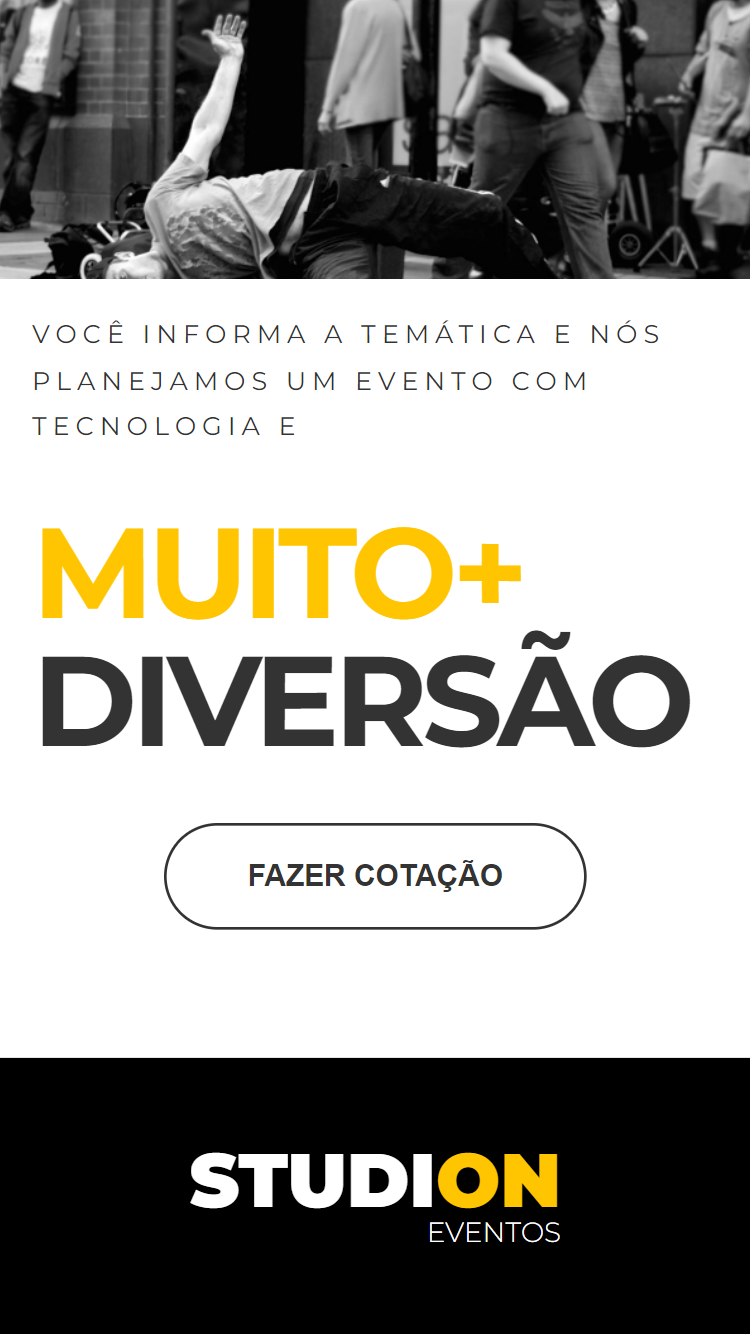 VOCÊ INFORMA A TEMÁTICA E NÓS
PLANEJAMOS UM EVENTO COM
TECNOLOGIA E
MUITO+
DIVERSÃO
FAZER COTAÇÃO
STUDION
EVENTOS